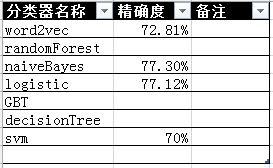 分类器名称 精确度 备注
word2vec 72.81%
randomForest
naiveBayes 77.30%
logistic 77.12%
GBT
decisionTree
svm 70%